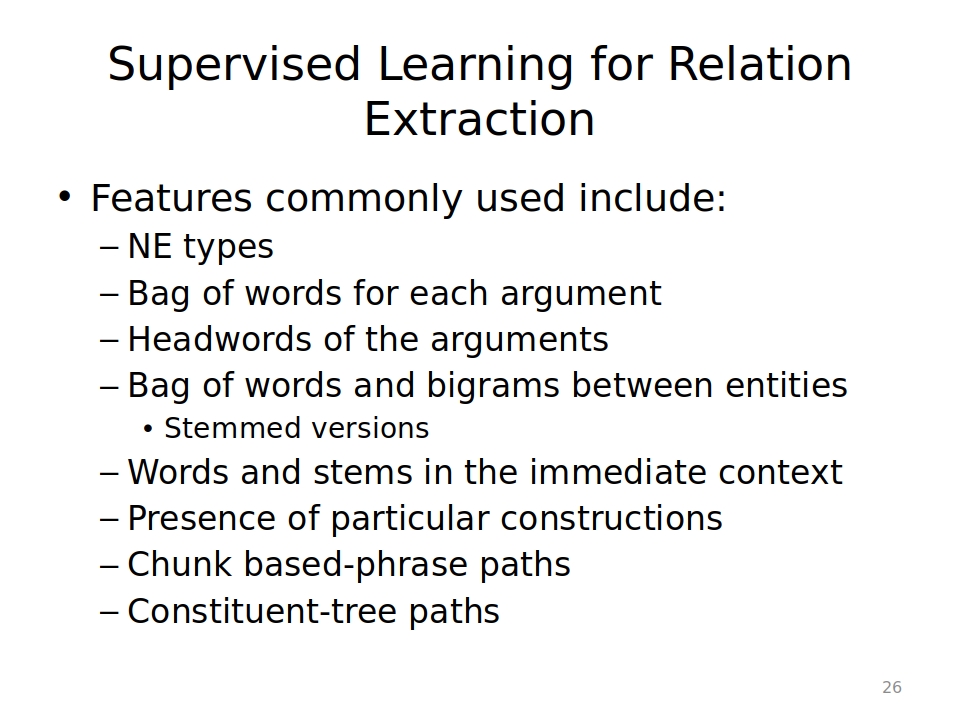 Supervised Learning for Relation
Extraction
• Features commonly used include:
– NE types
– Bag of words for each argument
– Headwords of the arguments
– Bag of words and bigrams between entities
• Stemmed versions
– Words and stems in the immediate context
– Presence of particular constructions
– Chunk based-phrase paths
– Constituent-tree paths
26